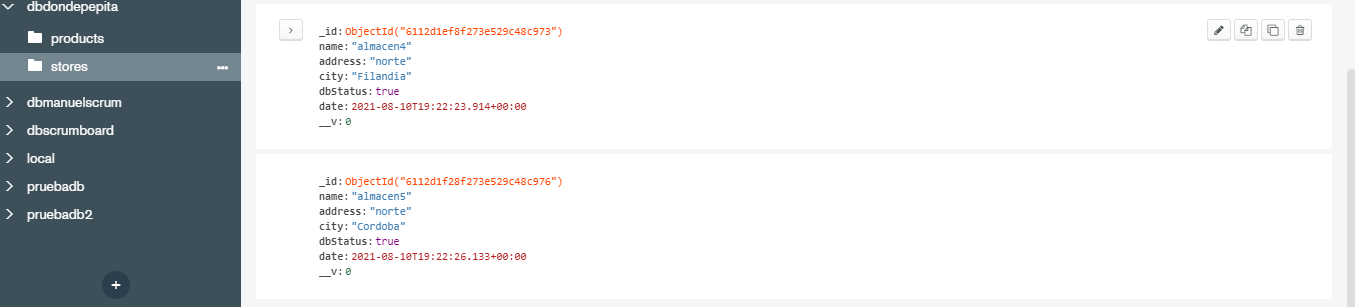 dbdondepepita
products
stores
dbmanuelscrum
dbscrumboard
local
pruebadb
pruebadb2
_id: ObjectId("6112d1ef8f273e529c48c973")
name: "almacen4"
address: "norte"
city: "Filandia"
dbStatus: true
date: 2021-08-10T19:22:23.914+00:00
__v: 0
_id: ObjectId("6112d1f28f273e529c48c976")
name: "almacen5"
address: "norte"
city: "Cordoba"
dbStatus: true
date: 2021-08-10T19:22:26.133+00:00
__v: 0